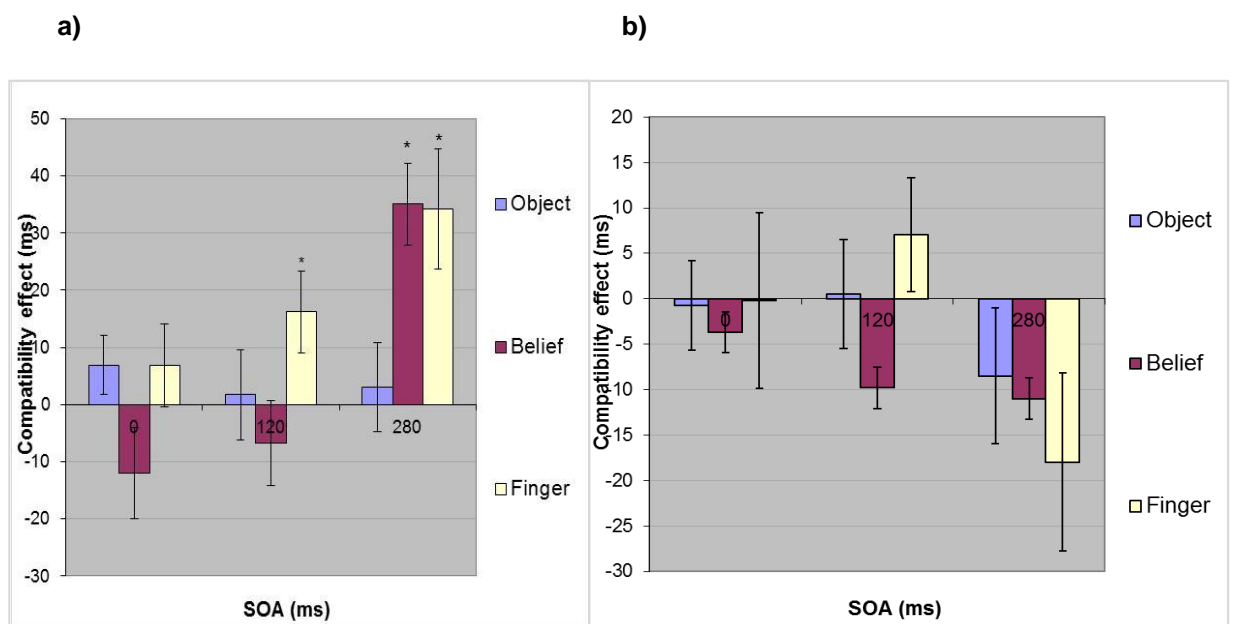 a)
50
40
30
20
10
0
-10
-20
-30
Compatibility effect (ms)
*
*
*
0
120
280
SOA (ms)
Object
Belief
Finger
b)
20
15
10
5
0
-5
-10
-15
-20
-25
-30
Compatibility effect (ms)
0
120
280
SOA (ms)
Object
Belief
Finger